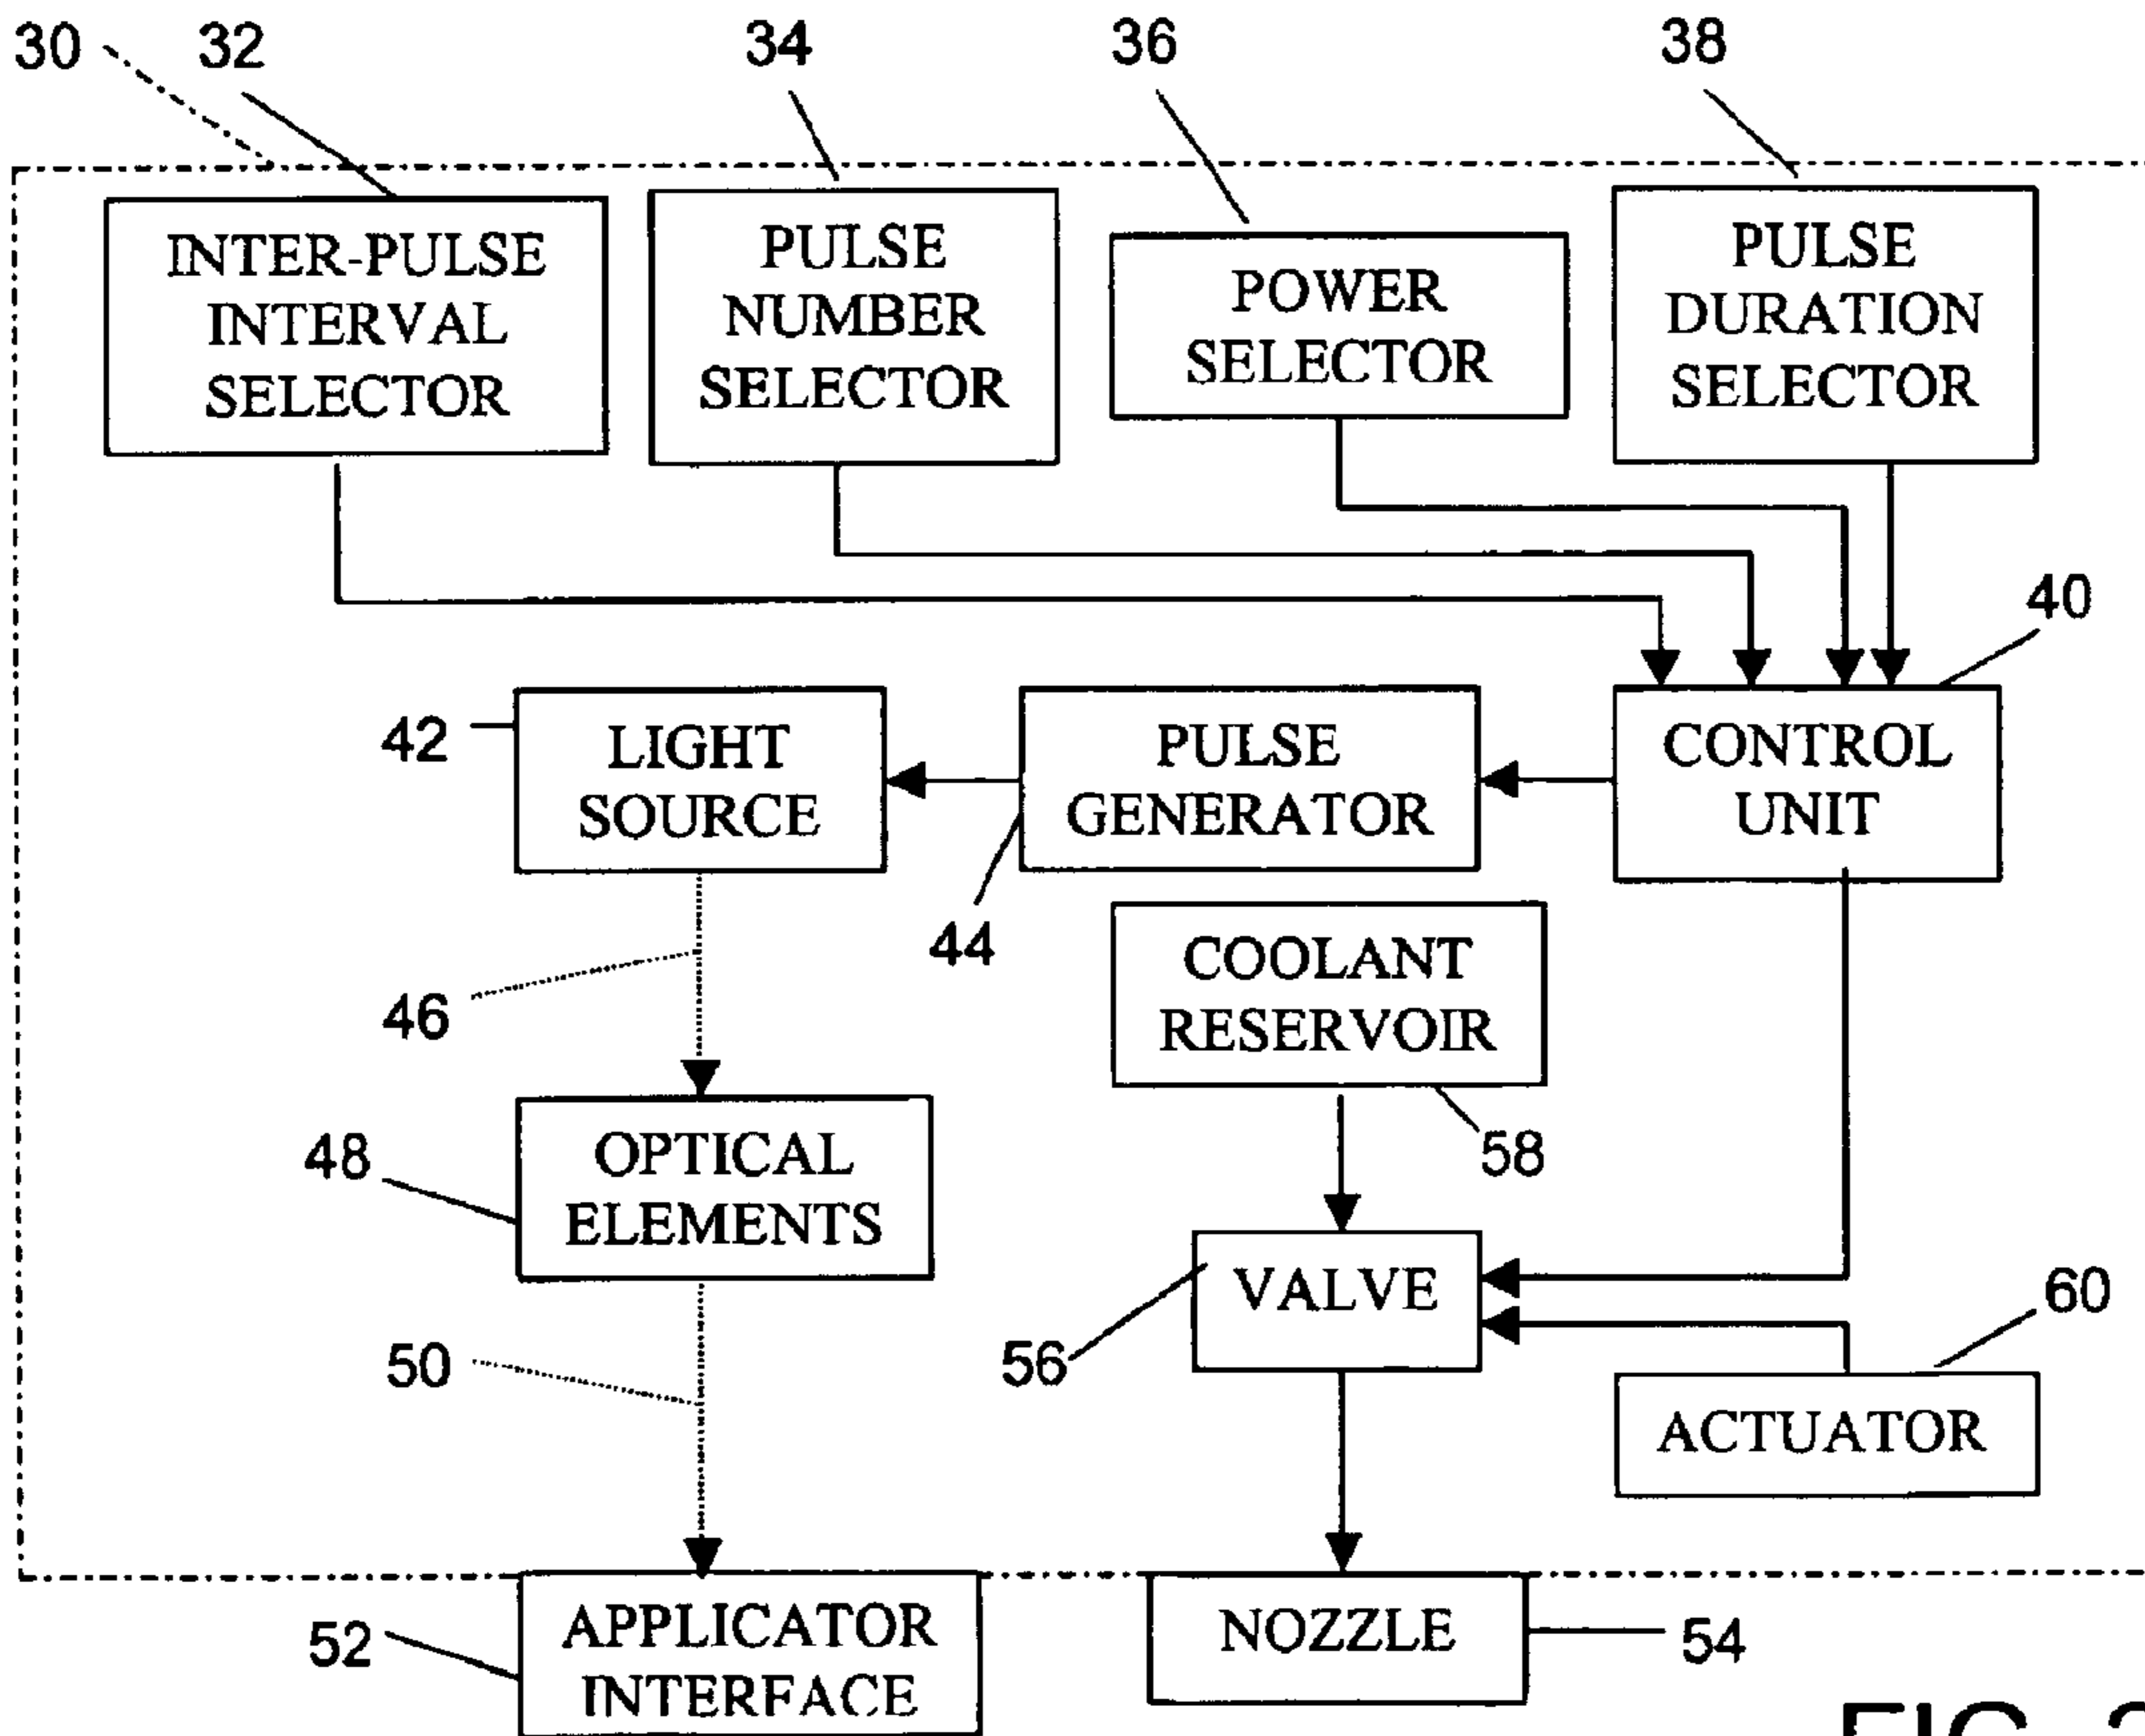 30
32
34
36
38
INTER-PULSE
INTERVAL
SELECTOR
PULSE
NUMBER
SELECTOR
POWER
SELECTOR
PULSE
DURATION
SELECTOR
40
42
LIGHT
SOURCE
PULSE
GENERATOR
CONTROL
UNIT
44
46
COOLANT
RESERVOIR
58
48
OPTICAL
ELEMENTS
VALVE
56
60
50
ACTUATOR
52
APPLICATOR
INTERFACE
NOZZLE
54
FIG.